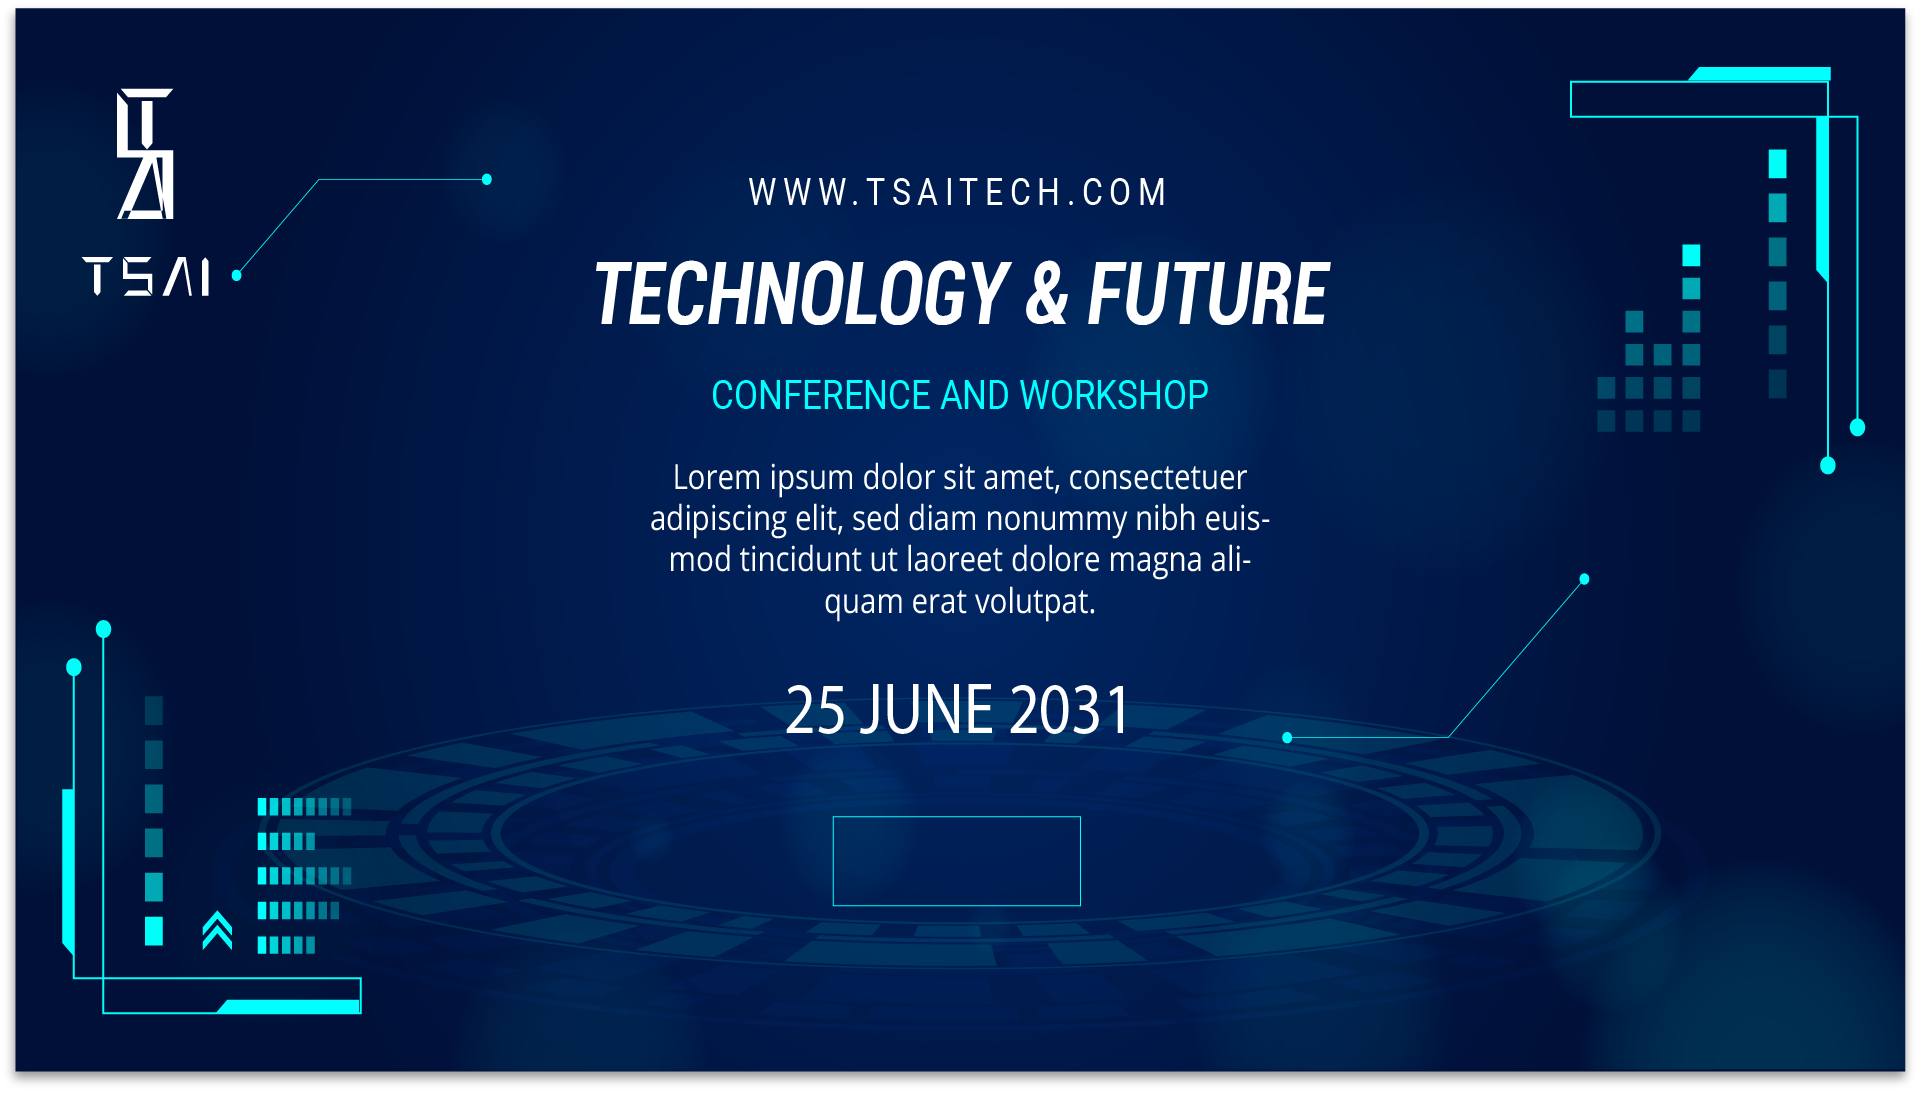 TSAI
WWW.TSAITECH.COM
TECHNOLOGY & FUTURE
CONFERENCE AND WORKSHOP
Lorem ipsum dolor sit amet, consectetuer
adipiscing elit, sed diam nonummy nibh euis-
mod tincidunt ut laoreet dolore magna ali-
quam erat volutpat.
25 JUNE 2031